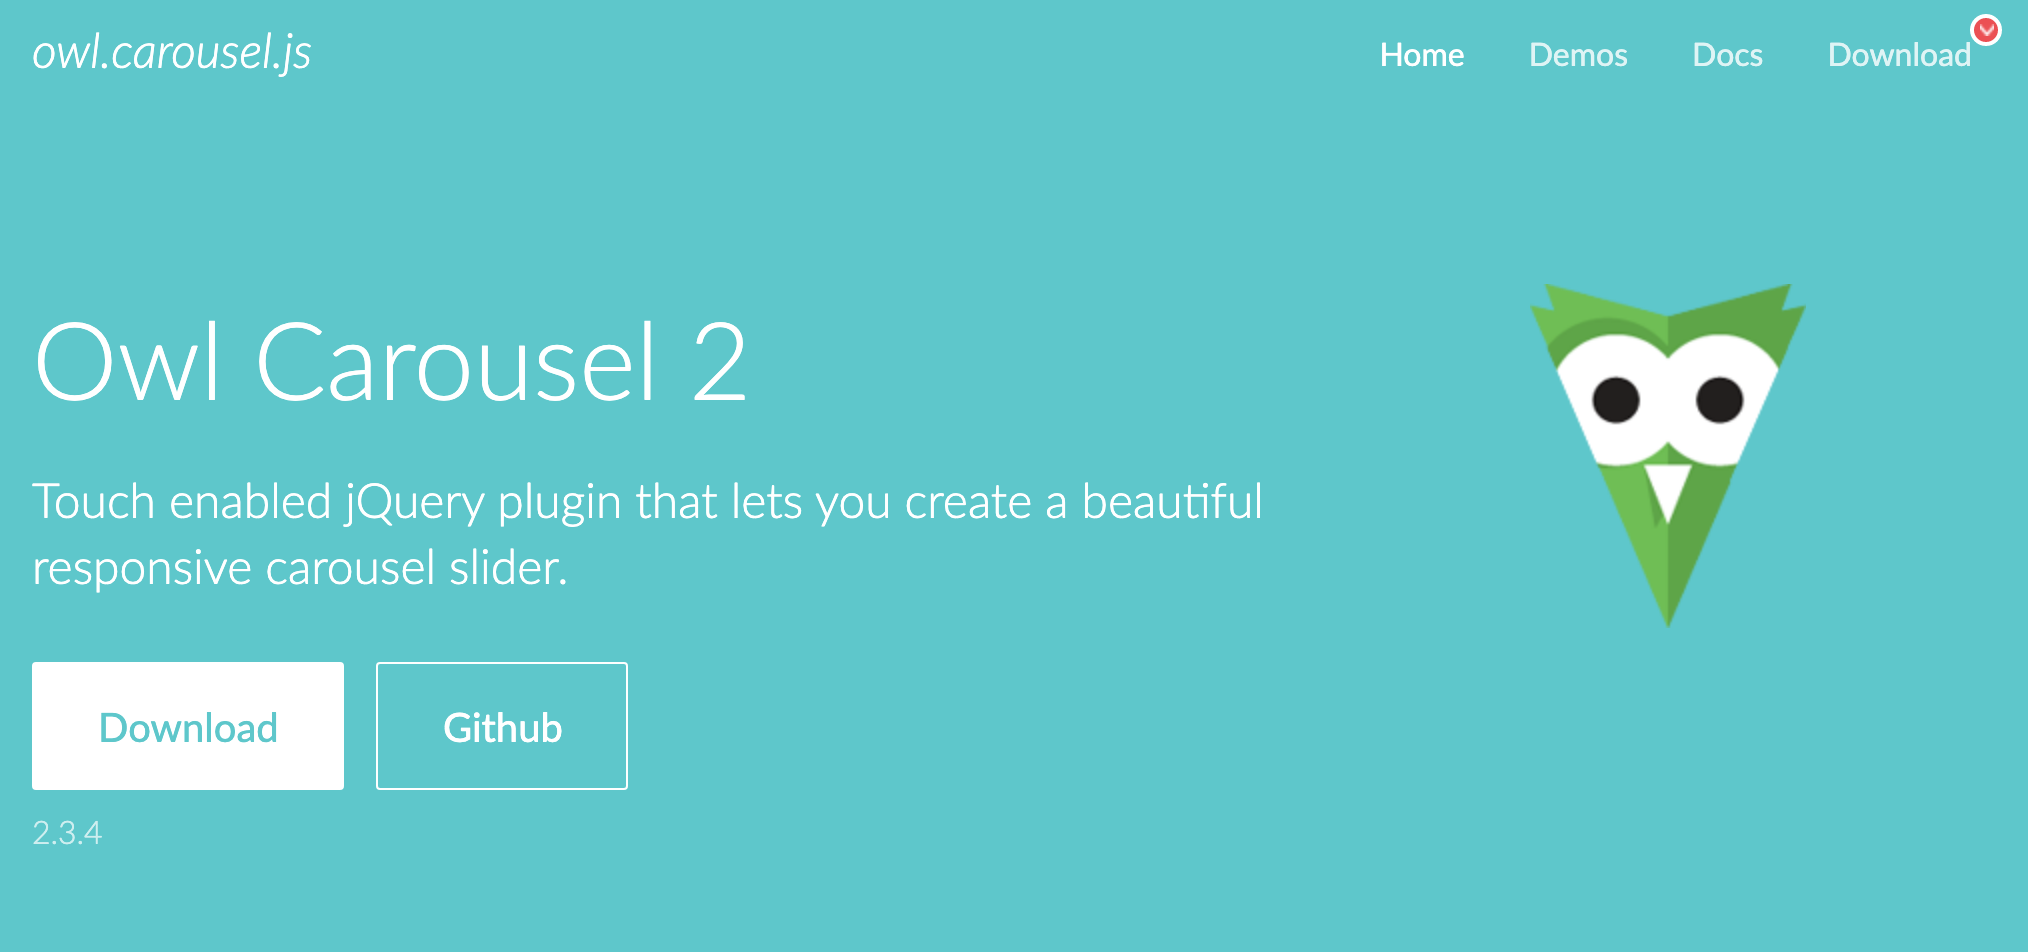 owl.carousel.js
Home Demos Docs Download
Owl Carousel 2
Touch enabled jQuery plugin that lets you create a beautiful
responsive carousel slider.
Download Github
2.3.4